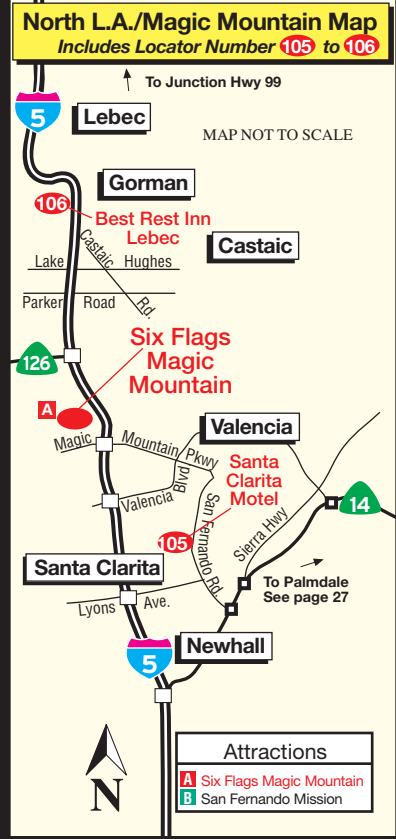 North L.A./Magic Mountain Map
Includes Locator Number 105 to 106
To Junction Hwy 99
5
Lebec
MAP NOT TO SCALE
Gorman
106
Best Rest Inn
Lebec
Castaic
Castaic Rd.
Lake Hughes
Parker Road
Six Flags
Magic
Mountain
126
A
Magic Mountain Pkwy
Valencia
Santa
Clarita
Motel
Valencia Blvd
San Fernando Rd.
Sierra Hwy
14
105
Santa Clarita
To Palmdale
See page 27
Lyons Ave.
Newhall
5
N
Attractions
A Six Flags Magic Mountain
B San Fernando Mission